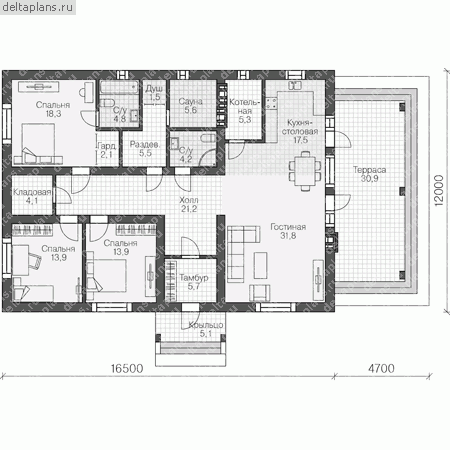 deltaplans.ru
Спальня
18,3
С/у
4,8
Душ
1,5
Сауна
5,6
Котель-
ная
5,3
Кухня-
столовая
17,5
Гард.
2,1
Раздев.
5,5
С/у
4,2
Терраса
30,9
Кладовая
4,1
Холл
21,2
Гостиная
31,8
Спальня
13,9
Спальня
13,9
Тамбур
5,7
Крыльцо
5,1
12000
16500
4700